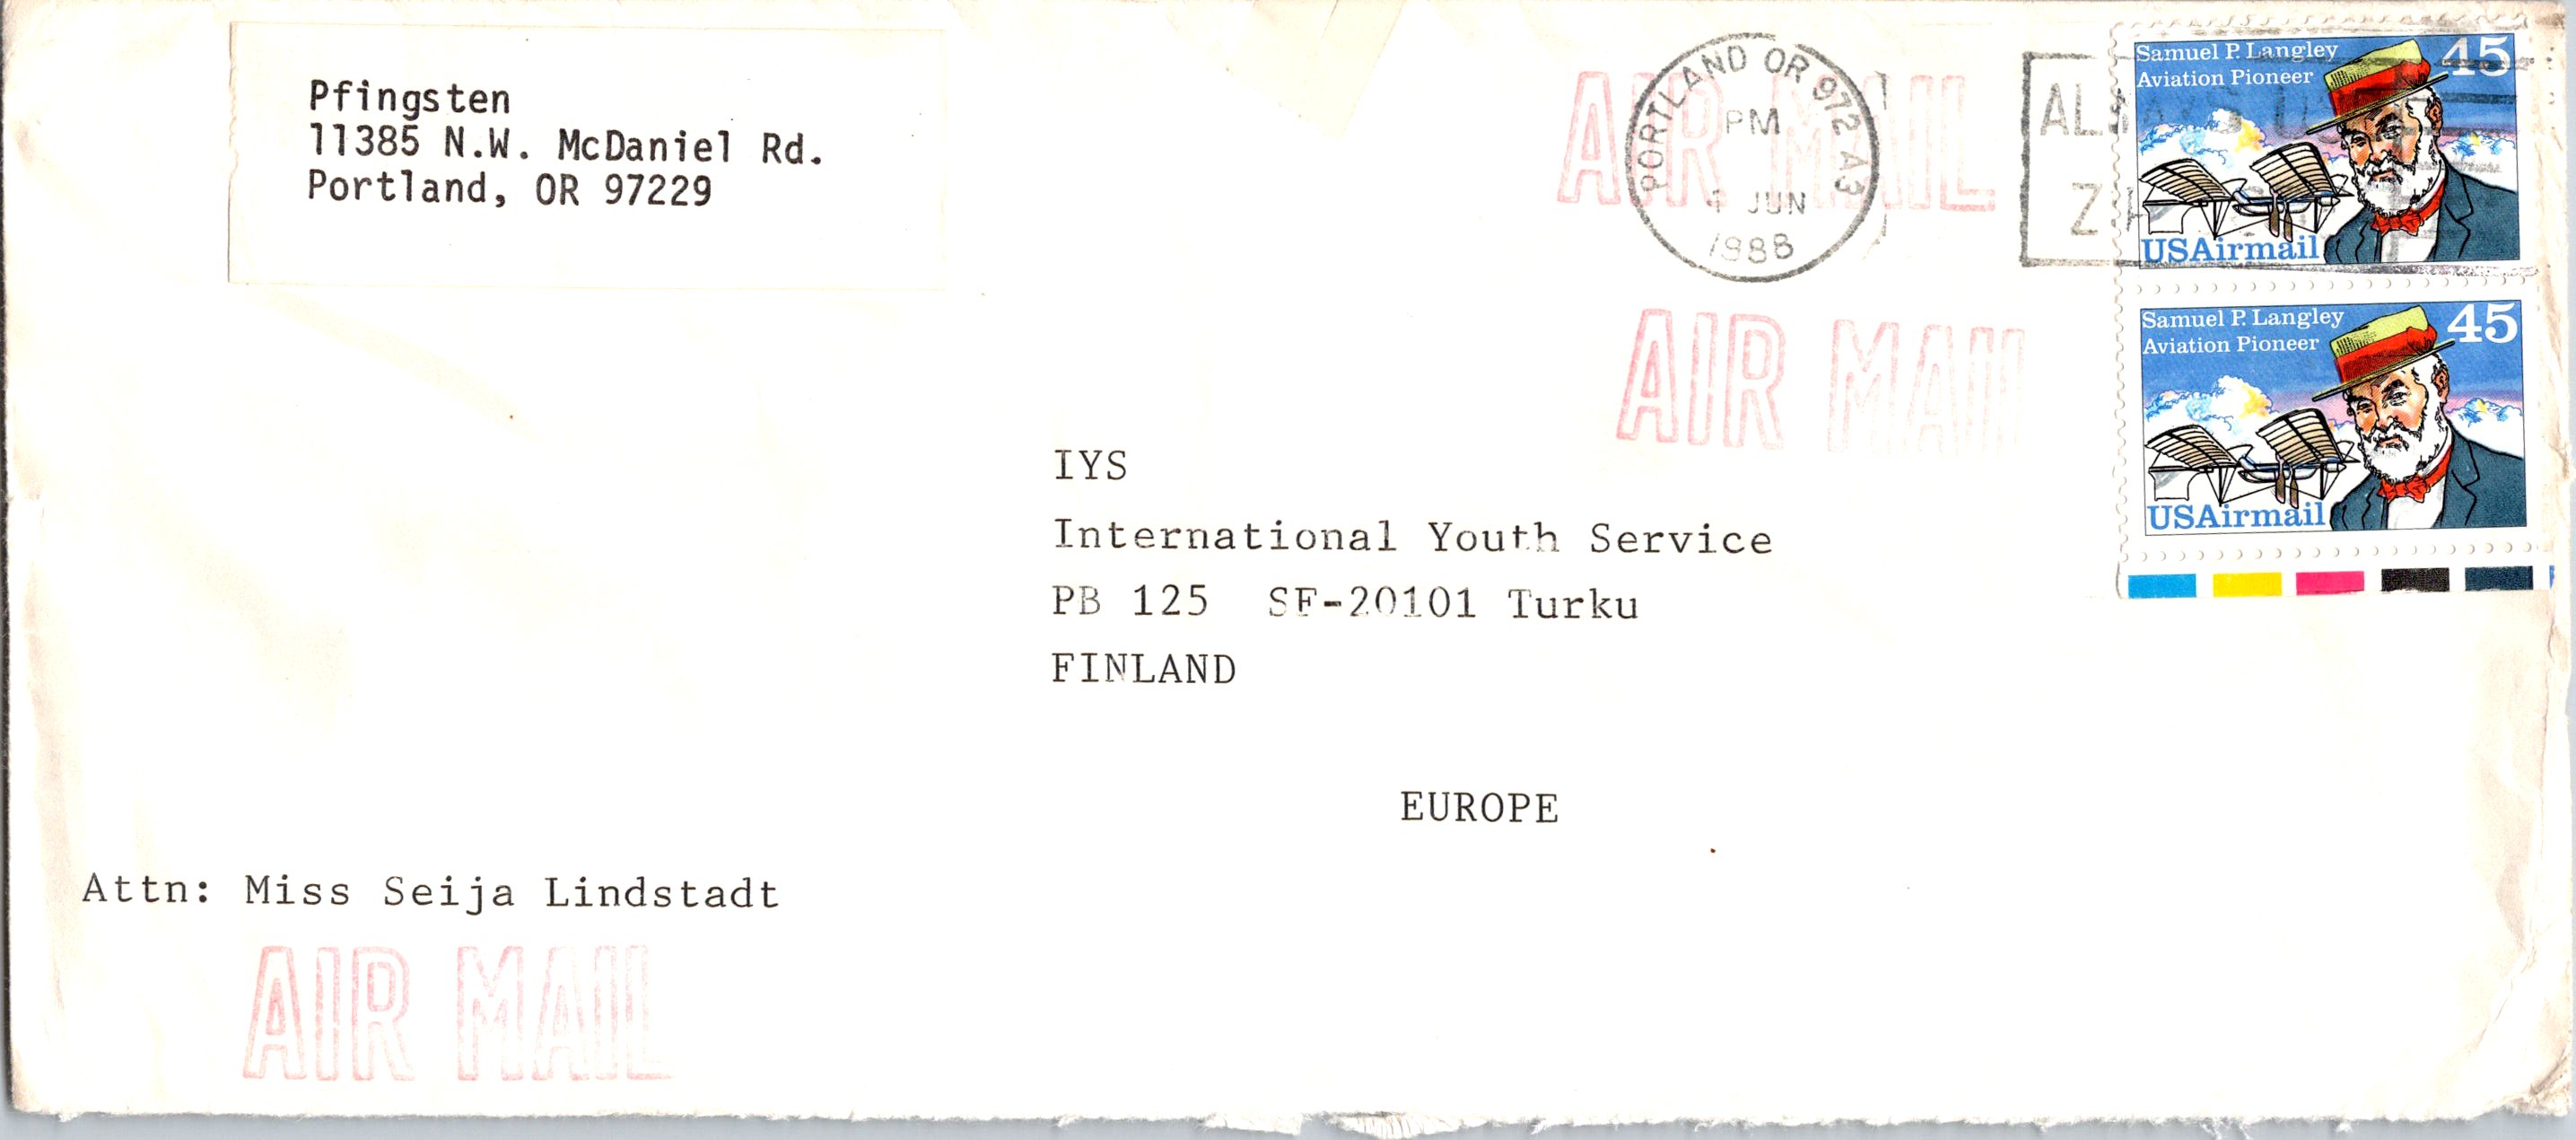 Pfingsten
11385 N.W. McDaniel Rd.
Portland, OR 97229
AIR MAIL
PORTLAND OR 972 A3
PM
JUN
1988
Samuel P. Langley
Aviation Pioneer
45
USAirmail
AIR MAIL
Samuel P. Langley
Aviation Pioneer
45
USAirmail
IYS
International Youth Service
PB 125 SF-20101 Turku
FINLAND
EUROPE
Attn: Miss Seija Lindstadt
AIR MAIL